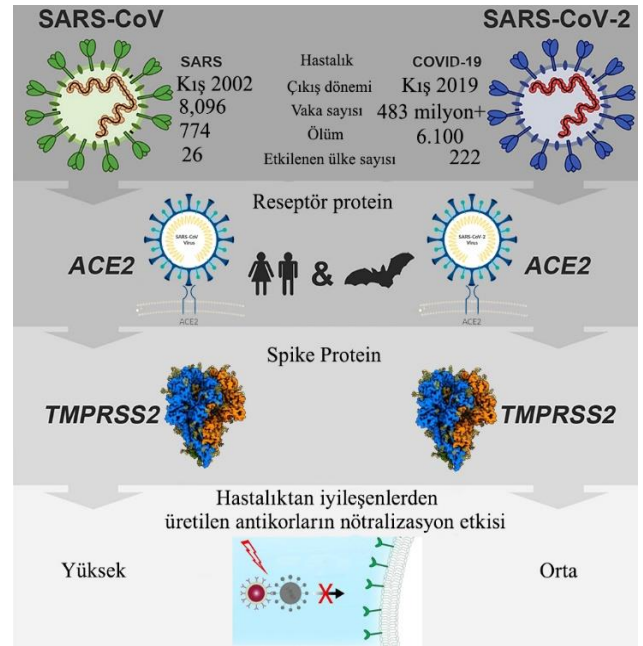 SARS-CoV
SARS-CoV-2
SARS Hastalık COVID-19
Kış 2002 Çıkış dönemi Kış 2019
8,096 Vaka sayısı 483 milyon+
774 Ölüm 6.100
26 Etkilenen ülke sayısı 222
Reseptör protein
SARS-CoV
Virus
SARS-CoV 2
Virus
ACE2 & ACE2
ACE2 ACE2
Spike Protein
TMPRSS2 TMPRSS2
Hastalıktan iyileşenlerden
üretilen antikorların nötralizasyon etkisi
Yüksek Orta